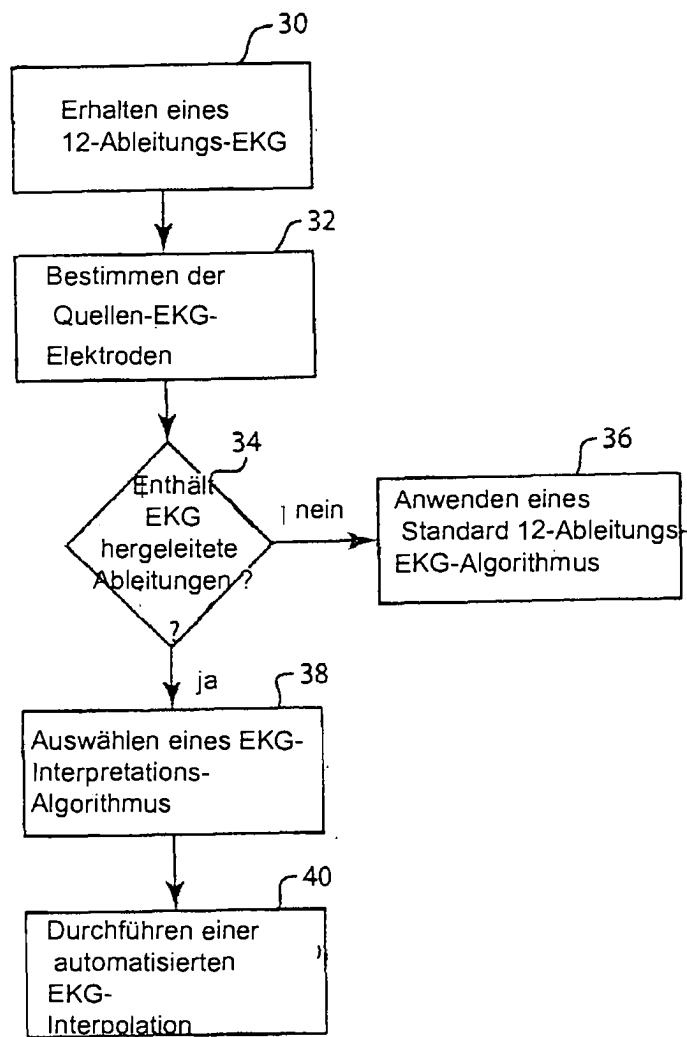 30
Erhalten eines
12-Ableitungs-EKG
32
Bestimmen der
Quellen-EKG-
Elektroden
34
Enthält
EKG
hergeleitete
Ableitungen ?
?
nein
36
Anwenden eines
Standard 12-Ableitungs-
EKG-Algorithmus
ja
38
Auswählen eines EKG-
Interpretations-
Algorithmus
40
Durchführen einer
automatisierten
EKG-
Interpolation